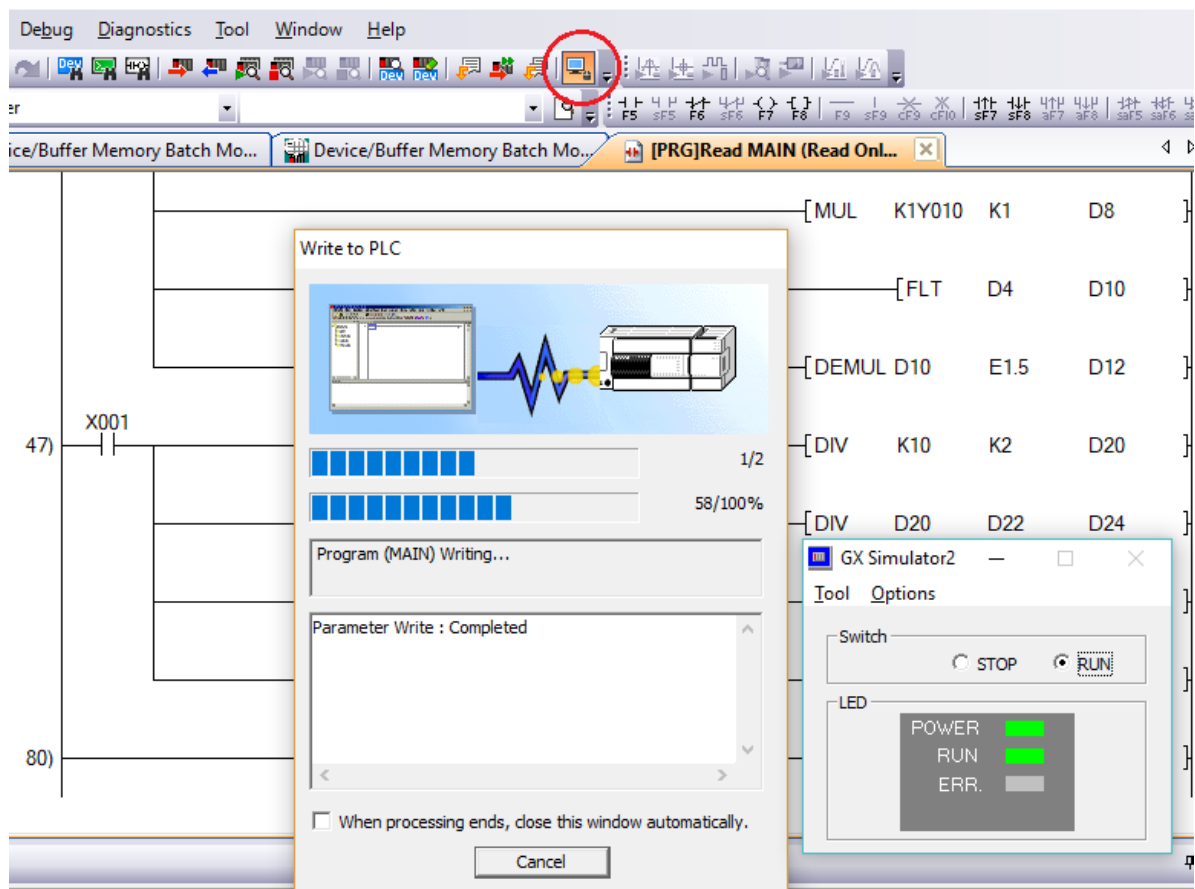 Debug Diagnostics Tool Window Help
Dev Dev Dev
er F5 sF5 F6 sF6 F7 F8 F9 sF9 cF9 cF10 sF7 sF8 aF7 aF8 saF5 saF6
ice/Buffer Memory Batch Mo... Device/Buffer Memory Batch Mo... [PRG]Read MAIN (Read Onl...
MUL K1Y010 K1 D8
Write to PLC
FLT D4 D10
DEMUL D10 E1.5 D12
X001
47) DIV K10 K2 D20
1/2
58/100%
DIV D20 D22 D24
Program (MAIN) Writing...
GX Simulator2
Tool Options
Parameter Write : Completed
Switch
STOP RUN
LED
POWER
RUN
ERR.
80)
When processing ends, close this window automatically.
Cancel